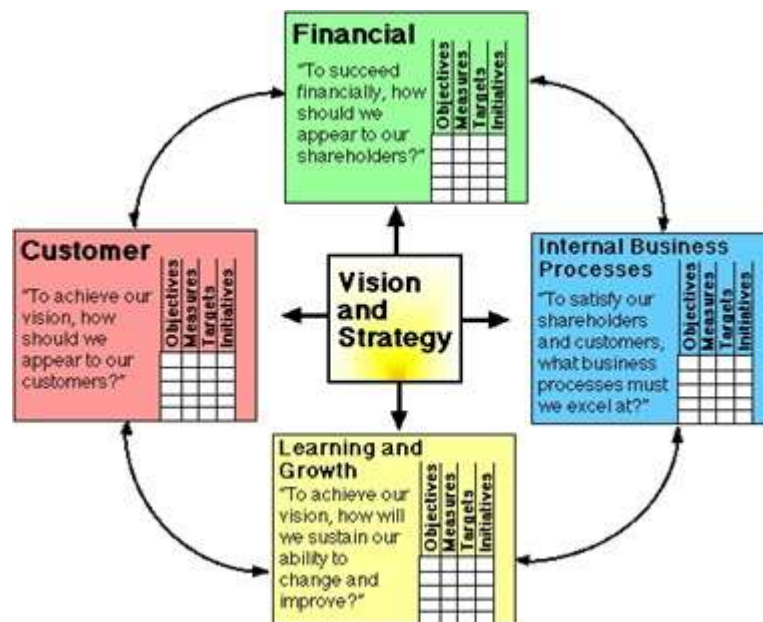 Financial
"To succeed
financially, how
should we
appear to our
shareholders?"
Objectives
Measures
Targets
Initiatives
Customer
"To achieve our
vision, how
should we
appear to our
customers?"
Objectives
Measures
Targets
Initiatives
Vision
and
Strategy
Internal Business
Processes
"To satisfy our
shareholders
and customers,
what business
processes must
we excel at?"
Objectives
Measures
Targets
Initiatives
Learning and
Growth
"To achieve our
vision, how will
we sustain our
ability to
change and
improve?"
Objectives
Measures
Targets
Initiatives